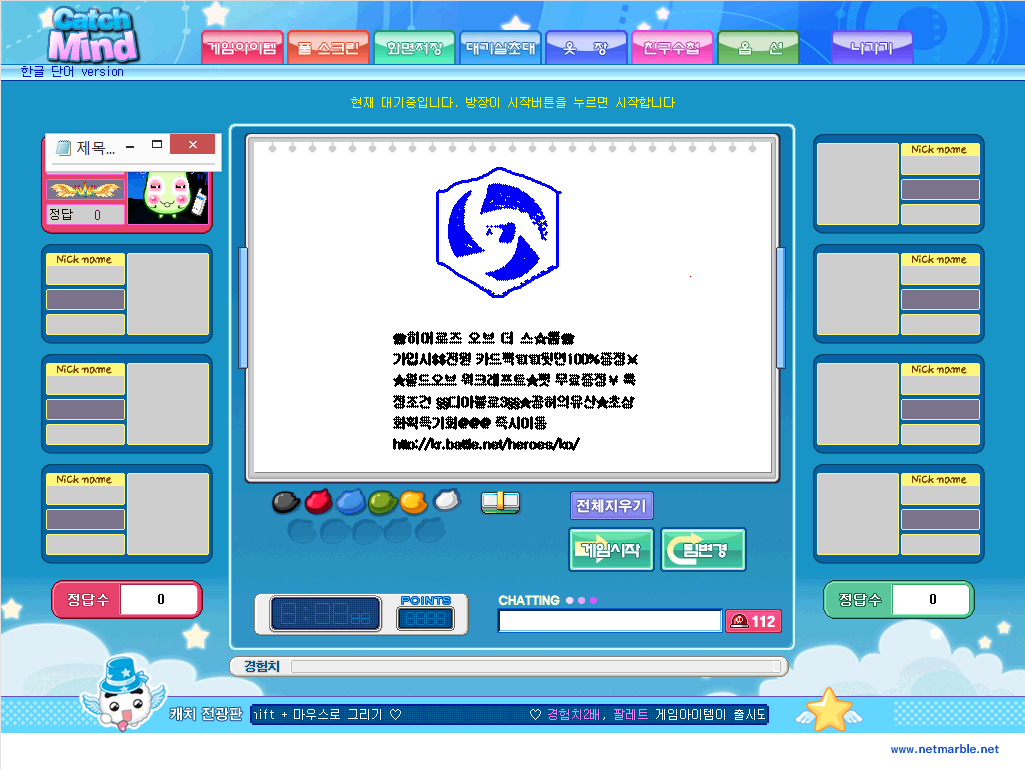 Catch Mind
게임아이템 풀 스크린 화면저장 대기실초대 옷 장 친구수첩 옵 션 나가기
한글 단어 version
현재 대기중입니다. 방장이 시작버튼을 누르면 시작합니다
제목...
정답 0
Nick name
Nick name
Nick name
Nick name
Nick name
Nick name
Nick name
☎히어로즈 오브 더 스☆톰☎
가입시$$전원 카드팩
뒷면100%증정※
★월드오브 워크래프트★펫 무료증정￥ 특
정조건 §§디아블로3§§★공허의유산★초상
화획득기회@@@ 즉시이동
http://kr.battle.net/heroes/ko/
전체지우기
게임시작 팀변경
정답수 0
POINTS
CHATTING
112
정답수 0
경험치
캐치 전광판
hift + 마우스로 그리기 ♡ ♡ 경험치2배, 팔레트 게임아이템이 출시도
www.netmarble.net